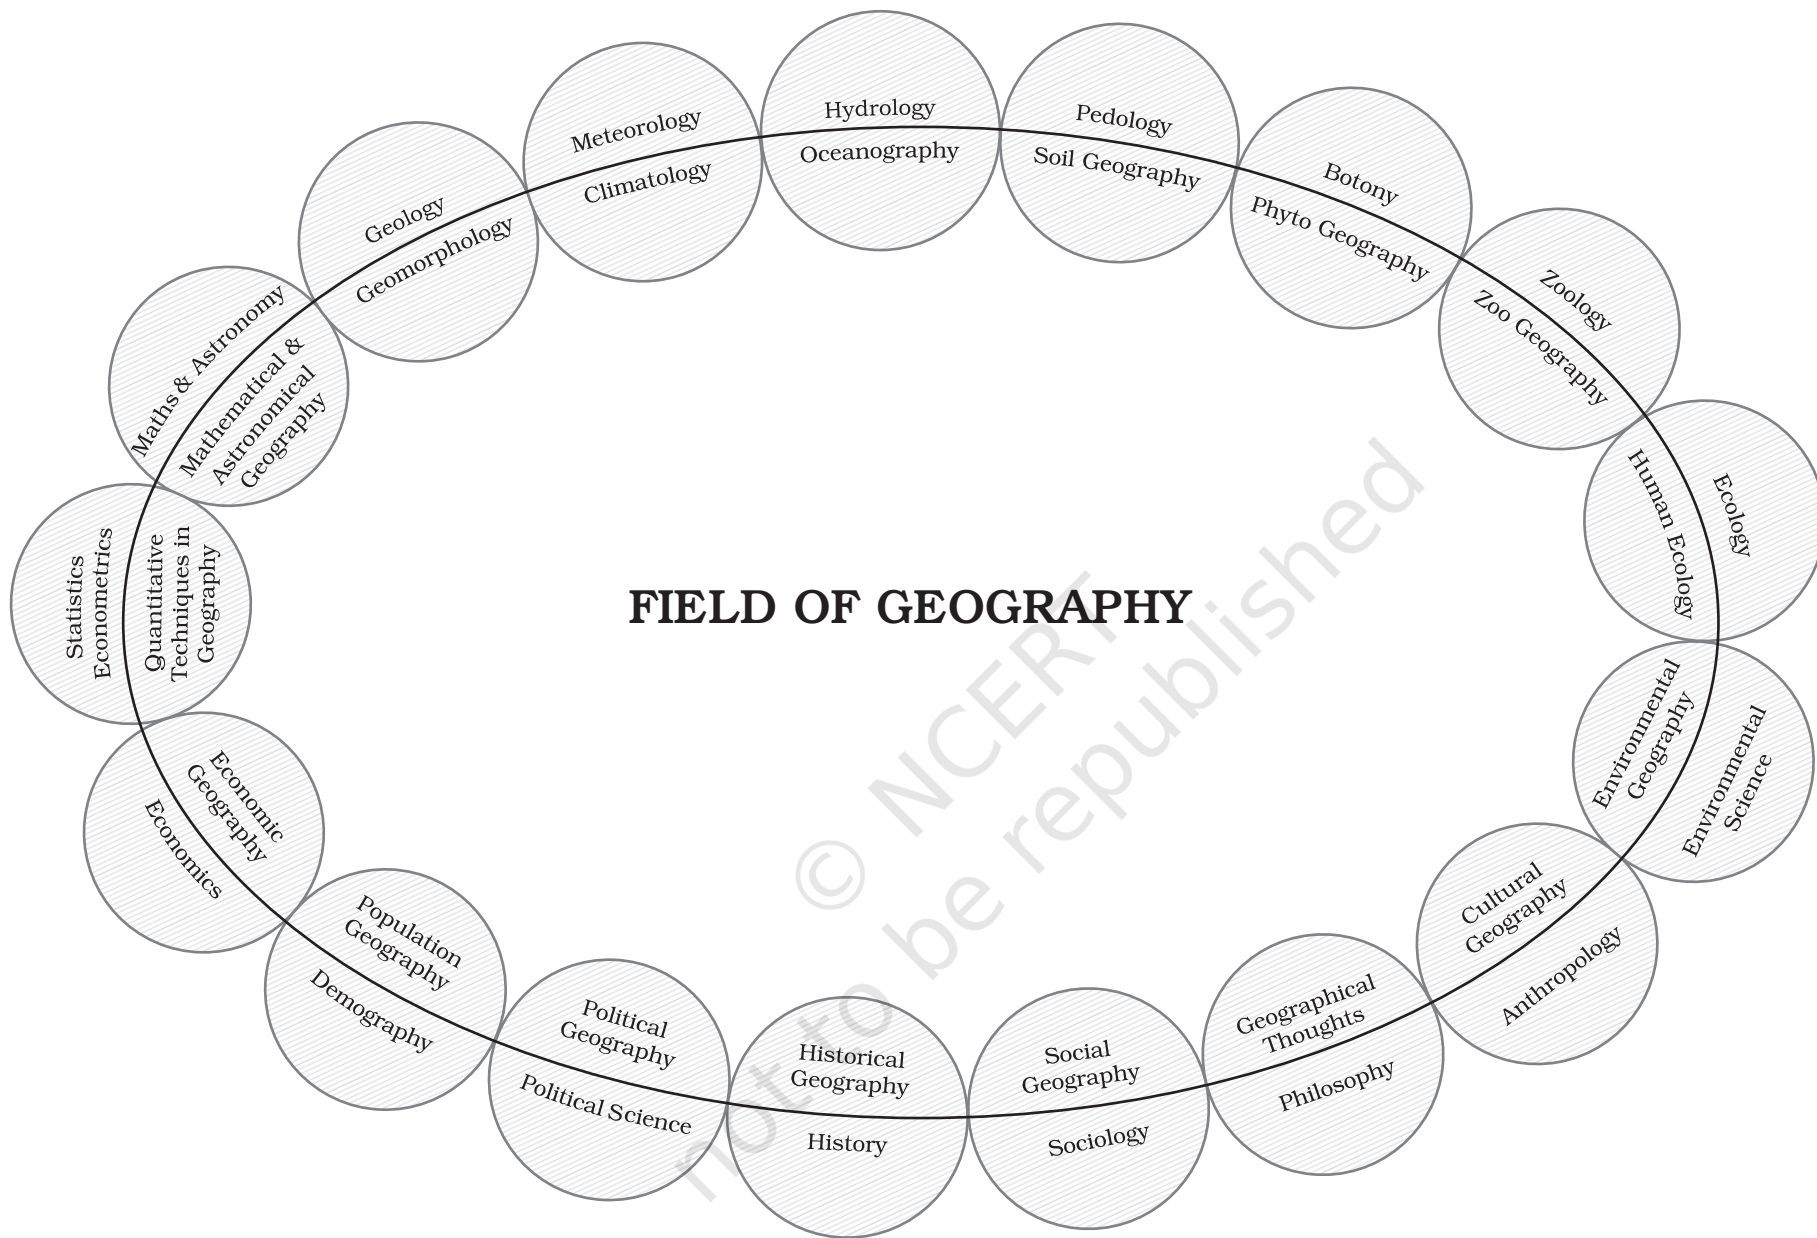 Hydrology
Oceanography
Pedology
Soil Geography
Botony
Phyto Geography
Zoology
Zoo Geography
Ecology
Human Ecology
Environmental
Geography
Environmental
Science
Cultural
Geography
Anthropology
Geographical
Thoughts
Philosophy
Social
Geography
Sociology
Historical
Geography
History
Political
Geography
Political Science
Population
Geography
Demography
Economic
Geography
Economics
Statistics
Econometrics
Quantitative
Techniques in
Geography
Maths & Astronomy
Mathematical &
Astronomical
Geography
Geology
Geomorphology
Meteorology
Climatology
FIELD OF GEOGRAPHY
© NCERT
not to be republished